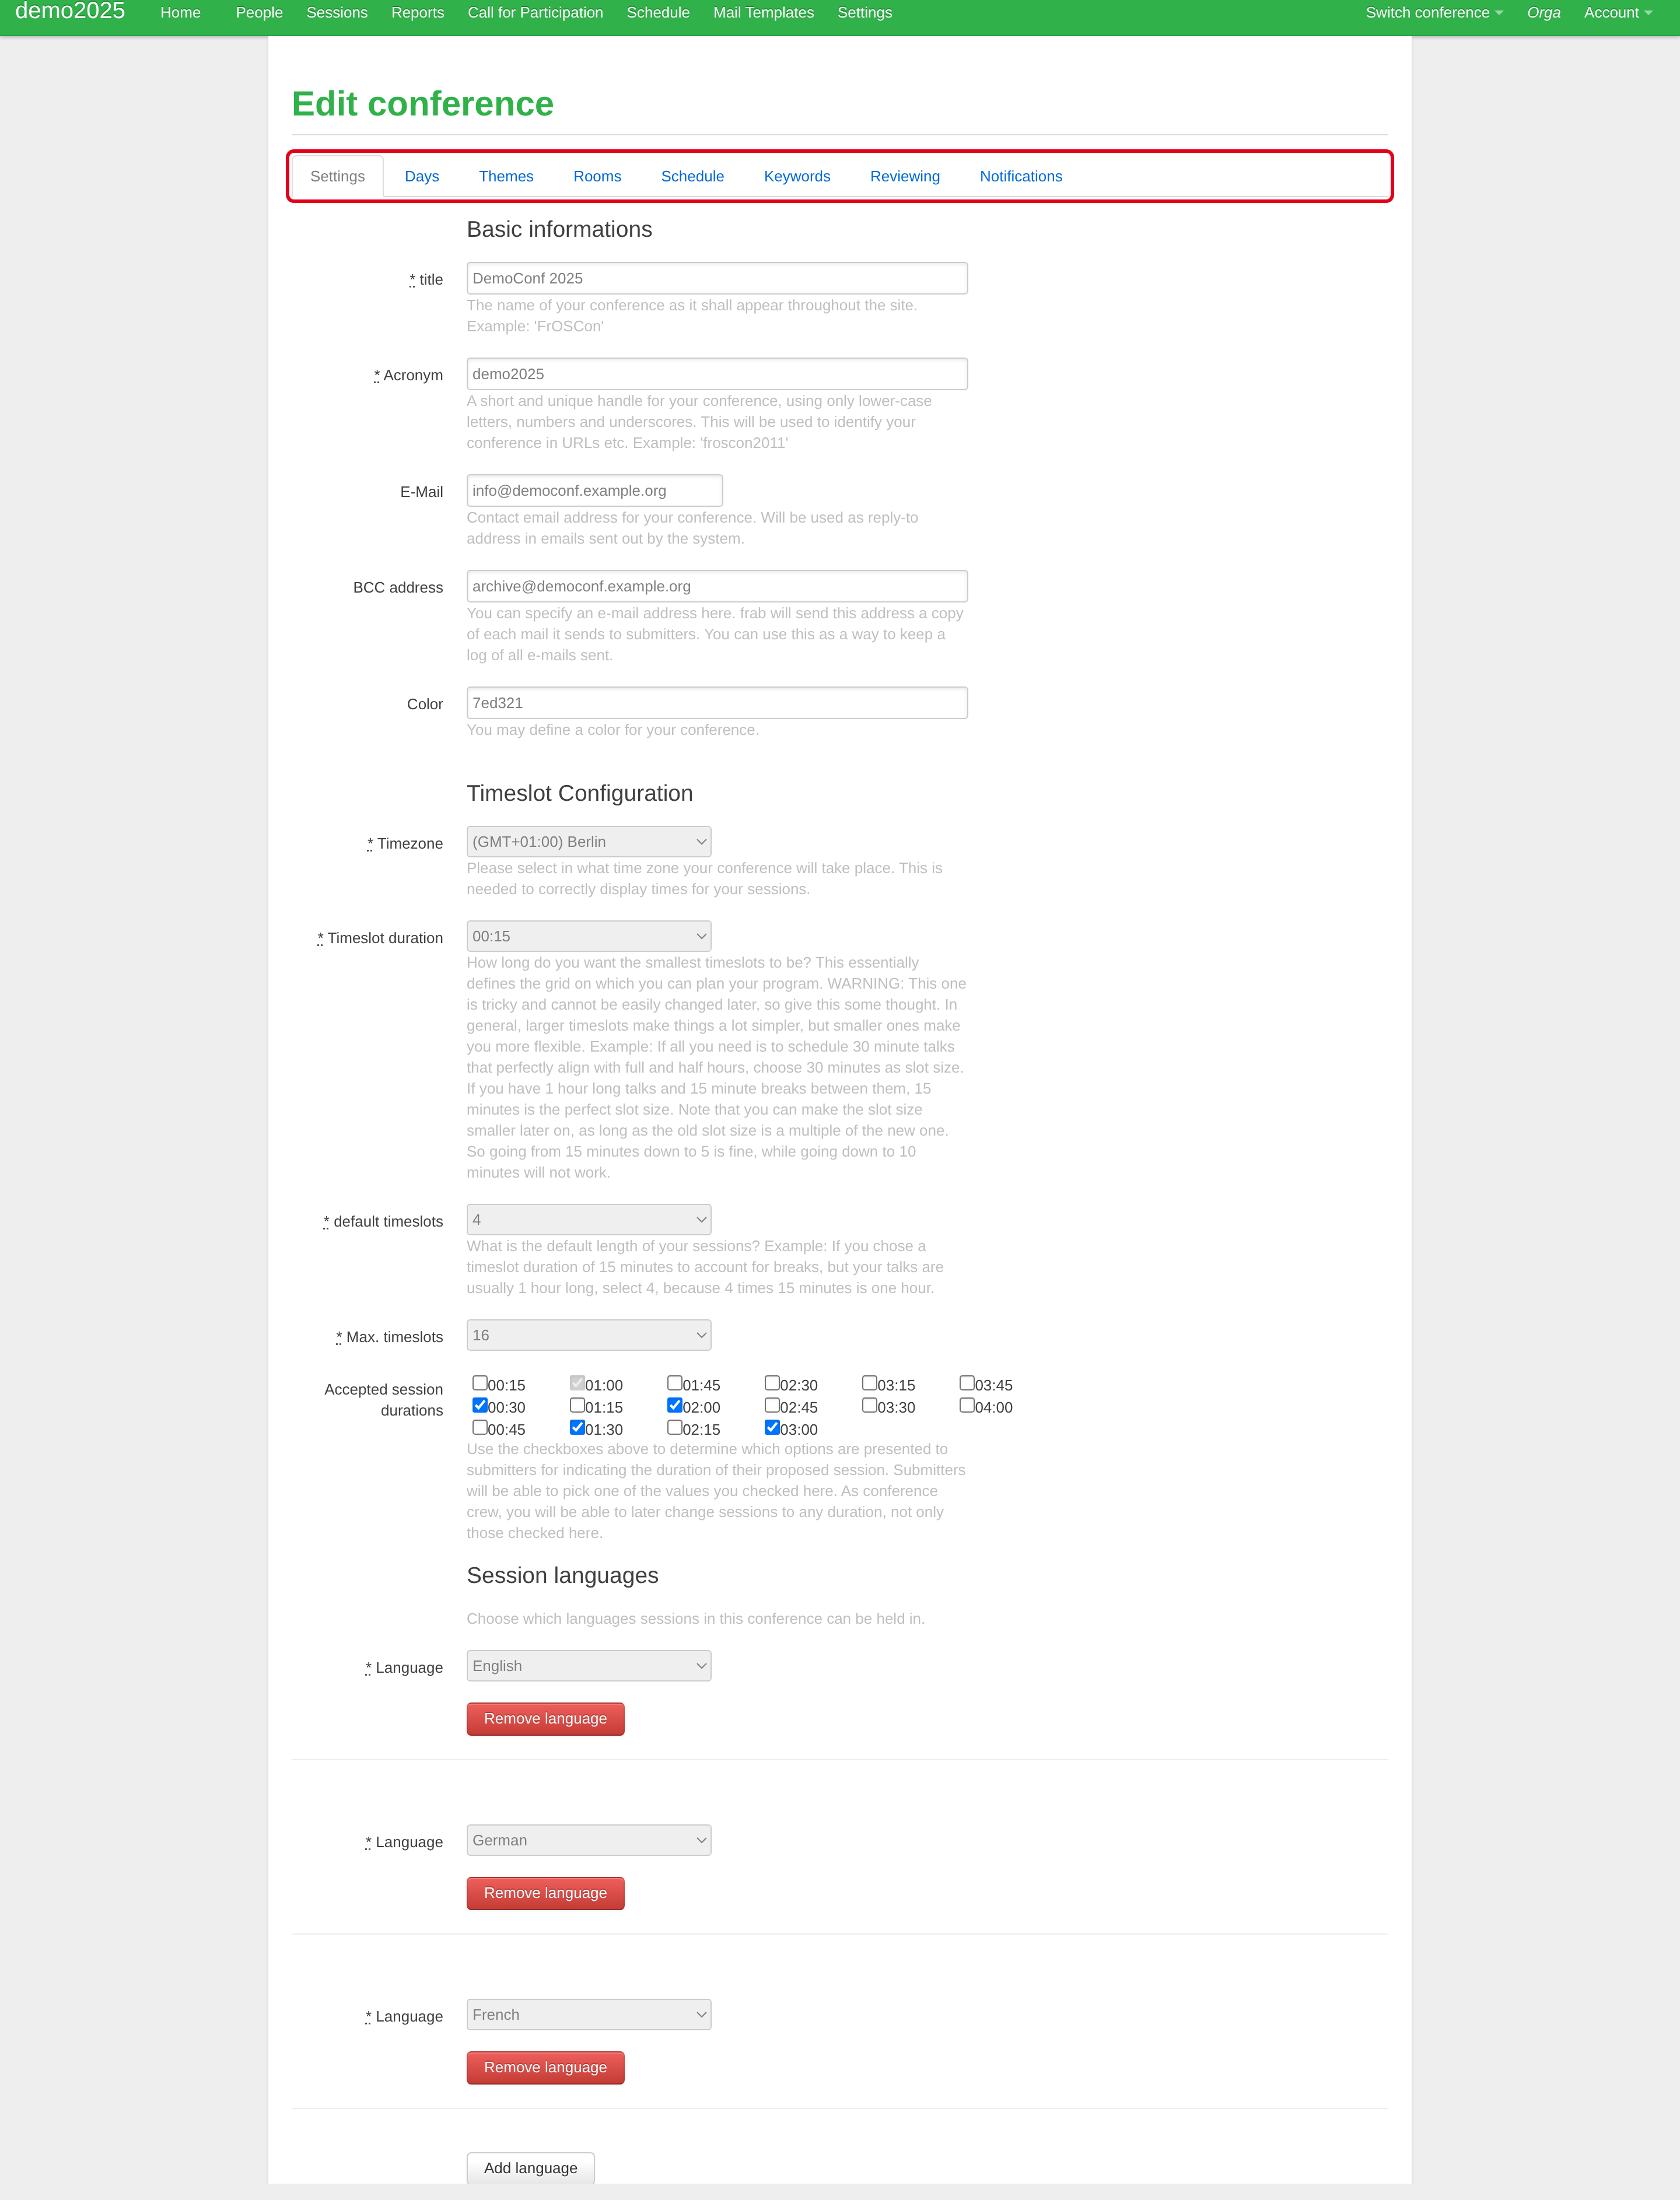 demo2025 Home People Sessions Reports Call for Participation Schedule Mail Templates Settings Switch conference Orga Account
Edit conference
Settings Days Themes Rooms Schedule Keywords Reviewing Notifications
Basic informations
* title
DemoConf 2025
The name of your conference as it shall appear throughout the site.
Example: 'FrOSCon'
* Acronym
demo2025
A short and unique handle for your conference, using only lower-case
letters, numbers and underscores. This will be used to identify your
conference in URLs etc. Example: 'froscon2011'
E-Mail
info@democonf.example.org
Contact email address for your conference. Will be used as reply-to
address in emails sent out by the system.
BCC address
archive@democonf.example.org
You can specify an e-mail address here. frab will send this address a copy
of each mail it sends to submitters. You can use this as a way to keep a
log of all e-mails sent.
Color
7ed321
You may define a color for your conference.
Timeslot Configuration
* Timezone
(GMT+01:00) Berlin
Please select in what time zone your conference will take place. This is
needed to correctly display times for your sessions.
* Timeslot duration
00:15
How long do you want the smallest timeslots to be? This essentially
defines the grid on which you can plan your program. WARNING: This one
is tricky and cannot be easily changed later, so give this some thought. In
general, larger timeslots make things a lot simpler, but smaller ones make
you more flexible. Example: If all you need is to schedule 30 minute talks
that perfectly align with full and half hours, choose 30 minutes as slot size.
If you have 1 hour long talks and 15 minute breaks between them, 15
minutes is the perfect slot size. Note that you can make the slot size
smaller later on, as long as the old slot size is a multiple of the new one.
So going from 15 minutes down to 5 is fine, while going down to 10
minutes will not work.
* default timeslots
4
What is the default length of your sessions? Example: If you chose a
timeslot duration of 15 minutes to account for breaks, but your talks are
usually 1 hour long, select 4, because 4 times 15 minutes is one hour.
* Max. timeslots
16
Accepted session
durations
00:15 01:00 01:45 02:30 03:15 03:45
00:30 01:15 02:00 02:45 03:30 04:00
00:45 01:30 02:15 03:00
Use the checkboxes above to determine which options are presented to
submitters for indicating the duration of their proposed session. Submitters
will be able to pick one of the values you checked here. As conference
crew, you will be able to later change sessions to any duration, not only
those checked here.
Session languages
Choose which languages sessions in this conference can be held in.
* Language
English
Remove language
* Language
German
Remove language
* Language
French
Remove language
Add language